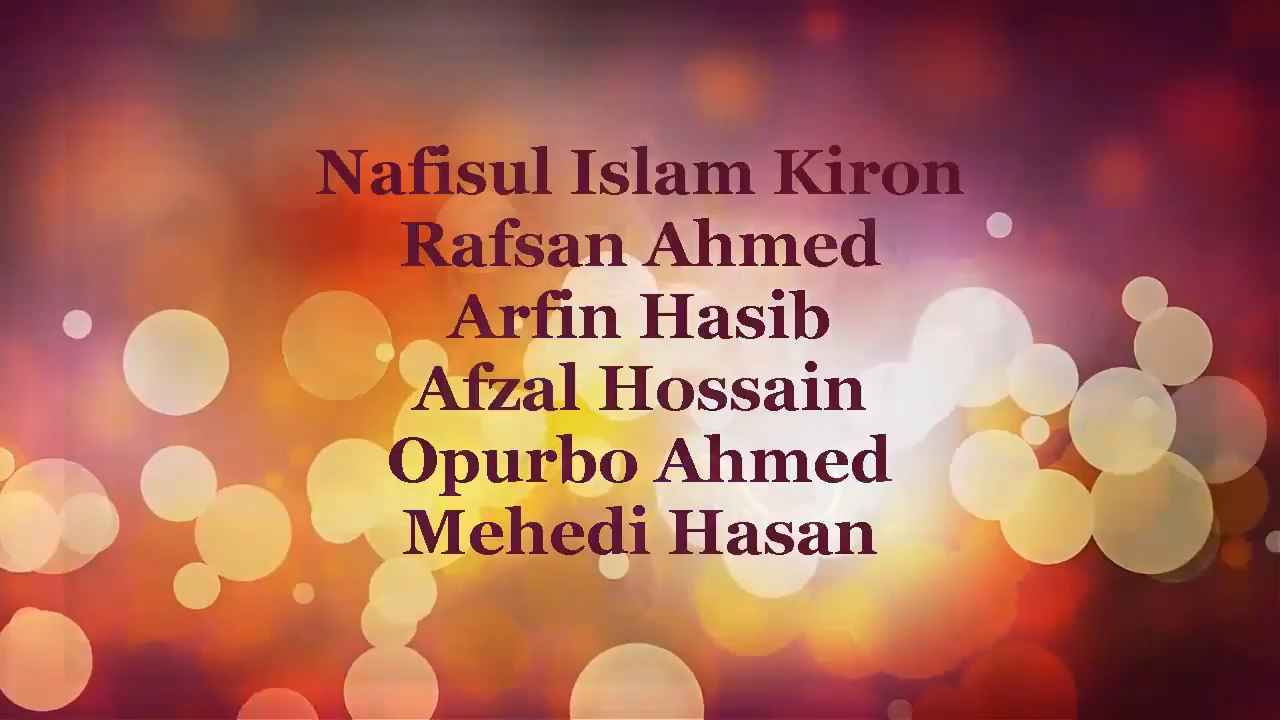 Nafisul Islam Kiron
Rafsan Ahmed
Arfin Hasib
Afzal Hossain
Opurbo Ahmed
Mehedi Hasan